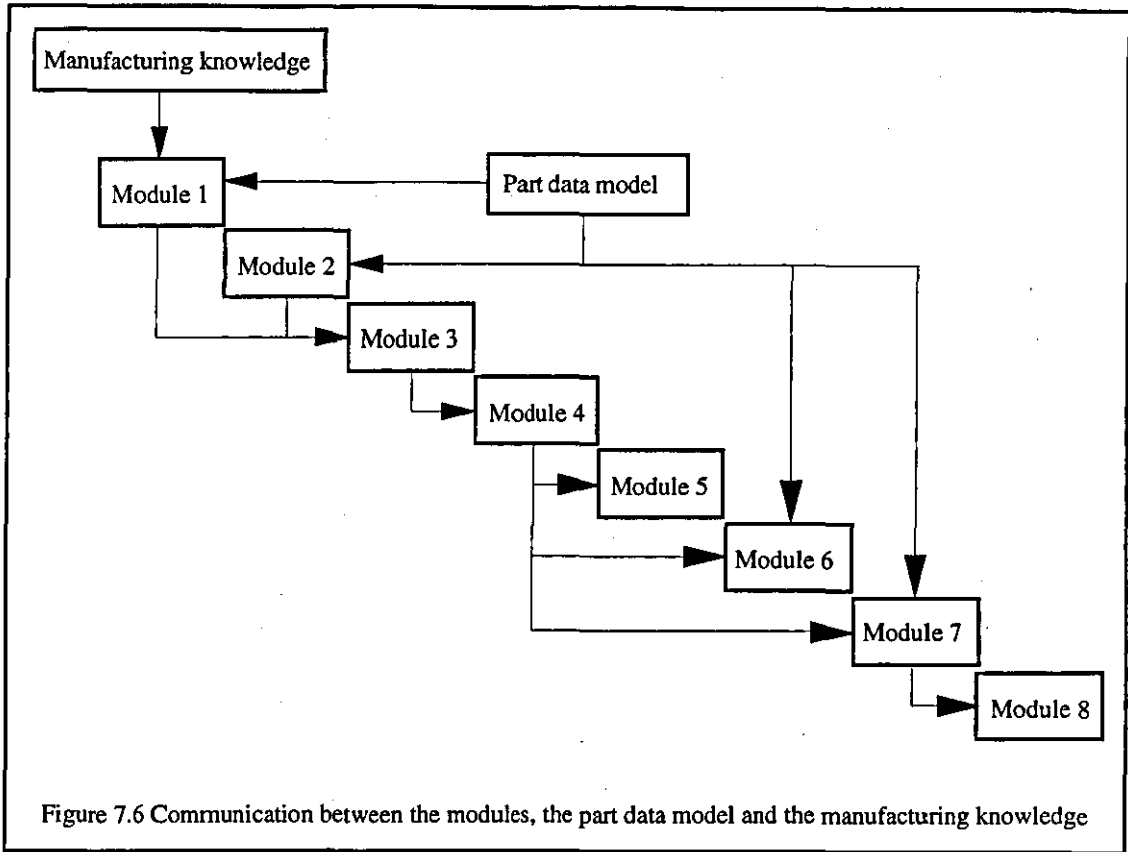 Manufacturing knowledge
Module 1
Part data model
Module 2
Module 3
Module 4
Module 5
Module 6
Module 7
Module 8
Figure 7.6 Communication between the modules, the part data model and the manufacturing knowledge